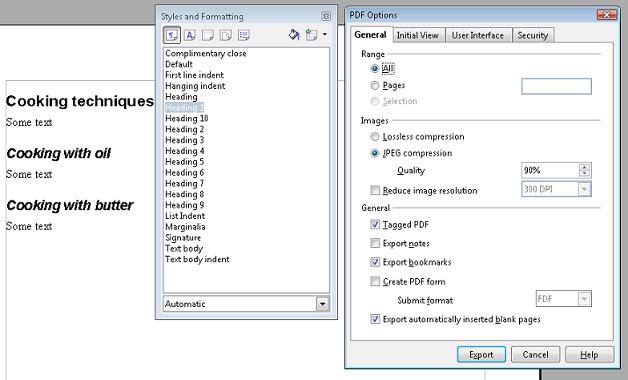 Cooking techniques
Some text
Cooking with oil
Some text
Cooking with butter
Some text
Styles and Formatting
Complimentary close
Default
First line indent
Hanging indent
Heading
Heading 1
Heading 10
Heading 2
Heading 3
Heading 4
Heading 5
Heading 6
Heading 7
Heading 8
Heading 9
List Indent
Marginalia
Signature
Text body
Text body indent
Automatic
PDF Options
General
Initial View
User Interface
Security
Range
All
Pages
Selection
Images
Lossless compression
JPEG compression
Quality
90%
Reduce image resolution
300 DPI
General
Tagged PDF
Export notes
Export bookmarks
Create PDF form
Submit format
FDF
Export automatically inserted blank pages
Export
Cancel
Help